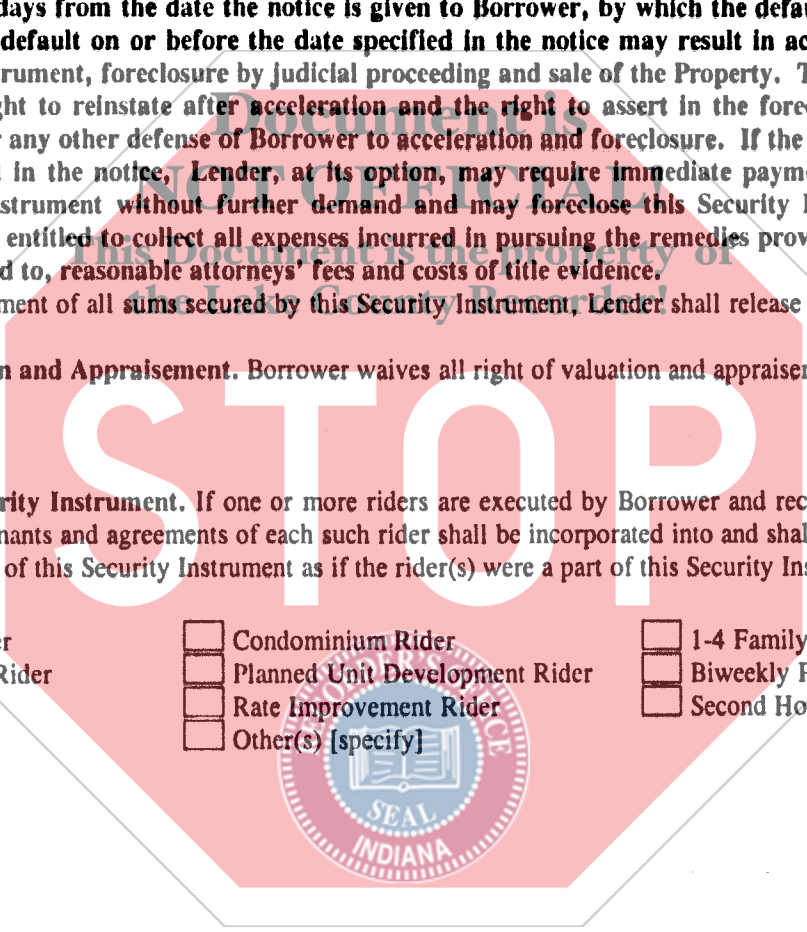 days from the date the notice is given to Borrower, by which the defau
default on or before the date specified in the notice may result in ac
rument, foreclosure by judicial proceeding and sale of the Property. T
ght to reinstate after acceleration and the right to assert in the fore
r any other defense of Borrower to acceleration and foreclosure. If the
l in the notice, Lender, at its option, may require immediate payme
strument without further demand and may foreclose this Security I
entitled to collect all expenses incurred in pursuing the remedies prov
d to, reasonable attorneys' fees and costs of title evidence.
ment of all sums secured by this Security Instrument, Lender shall release
Document is
NOT OFFICIAL!
This Document is the property of
the Lake County Recorder!
n and Appraisement. Borrower waives all right of valuation and appraisen
STOP
rity Instrument. If one or more riders are executed by Borrower and rec
nants and agreements of each such rider shall be incorporated into and shal
of this Security Instrument as if the rider(s) were a part of this Security Ins
er
Rider
Condominium Rider
Planned Unit Development Rider
Rate Improvement Rider
Other(s) [specify]
1-4 Family
Biweekly P
Second Ho
RECORDER'S OFFICE
SEAL
INDIANA